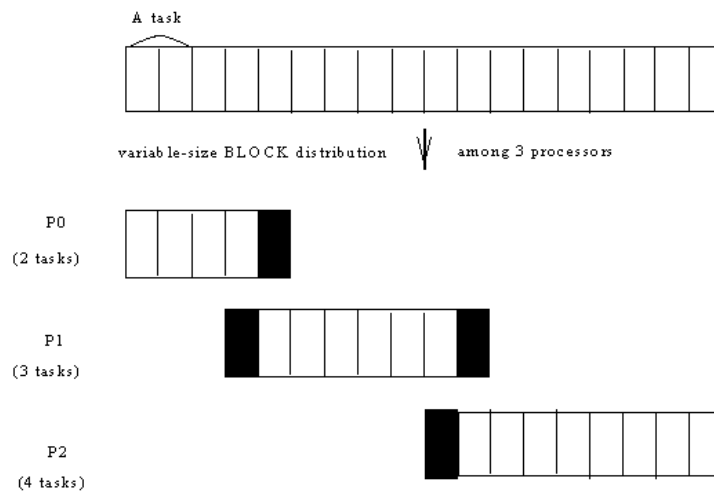 A task
variable-size BLOCK distribution among 3 processors
P0
(2 tasks)
P1
(3 tasks)
P2
(4 tasks)